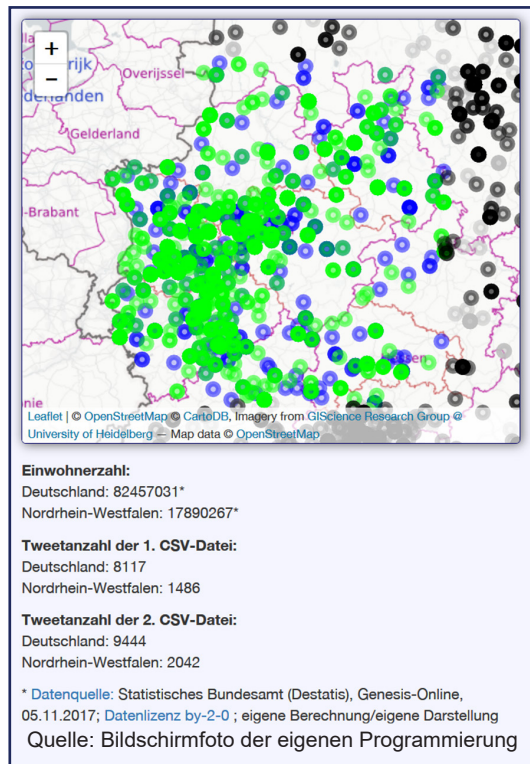 +
−
Overijssel
Gelderland
-Brabant
Leaflet | © OpenStreetMap © CartoDB, Imagery from GIScience Research Group @
University of Heidelberg — Map data © OpenStreetMap
Einwohnerzahl:
Deutschland: 82457031*
Nordrhein-Westfalen: 17890267*
Tweetanzahl der 1. CSV-Datei:
Deutschland: 8117
Nordrhein-Westfalen: 1486
Tweetanzahl der 2. CSV-Datei:
Deutschland: 9444
Nordrhein-Westfalen: 2042
* Datenquelle: Statistisches Bundesamt (Destatis), Genesis-Online,
05.11.2017; Datenlizenz by-2-0 ; eigene Berechnung/eigene Darstellung
Quelle: Bildschirmfoto der eigenen Programmierung